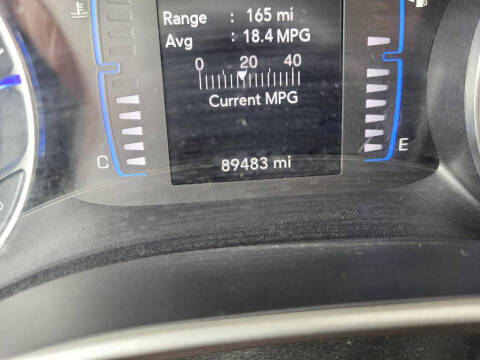 Range : 165 mi
Avg : 18.4 MPG
0 20 40
Current MPG
C 89483 mi E